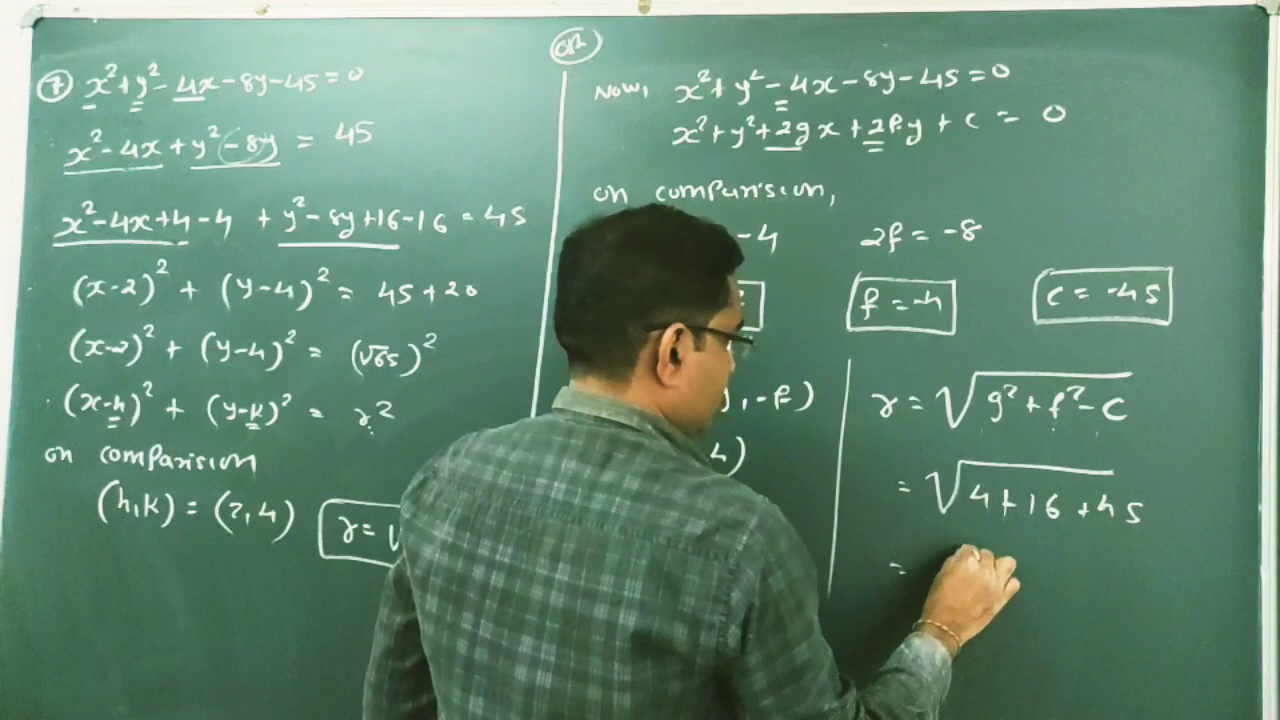 ⑦ x² + y² - 4x - 8y - 45 = 0
x² - 4x + y² - 8y = 45
x² - 4x + 4 - 4 + y² - 8y + 16 - 16 = 45
(x-2)² + (y-4)² = 45 + 20
(x-2)² + (y-4)² = (√65)²
(x-h)² + (y-k)² = r²
on comparision
(h,k) = (2,4)
r = √
OR
Now, x² + y² - 4x - 8y - 45 = 0
x² + y² + 2gx + 2fy + c = 0
on comparision,
-4 2f = -8
f = -4 c = -45
, -f)
4)
r = √g² + f² - c
= √4 + 16 + 45
=